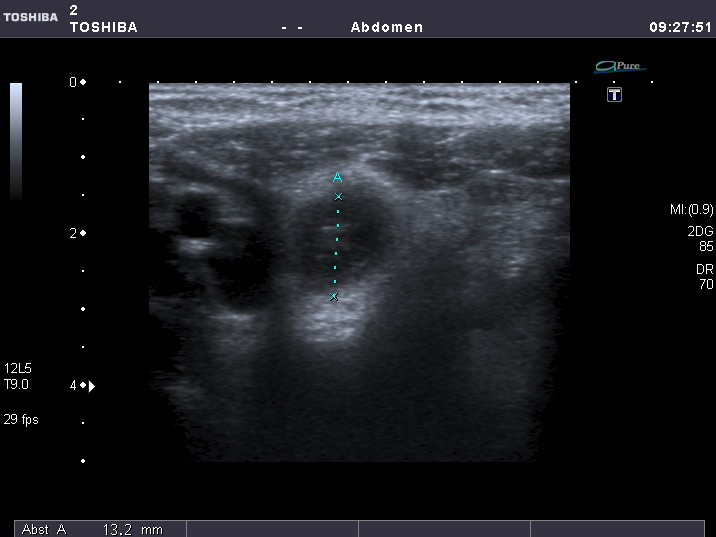 TOSHIBA
2
TOSHIBA - - Abdomen 09:27:51
aPure
T
0
A
MI:(0.9)
2
2DG
85
DR
70
12L5
T9.0
4
29 fps
Abst A 13.2 mm